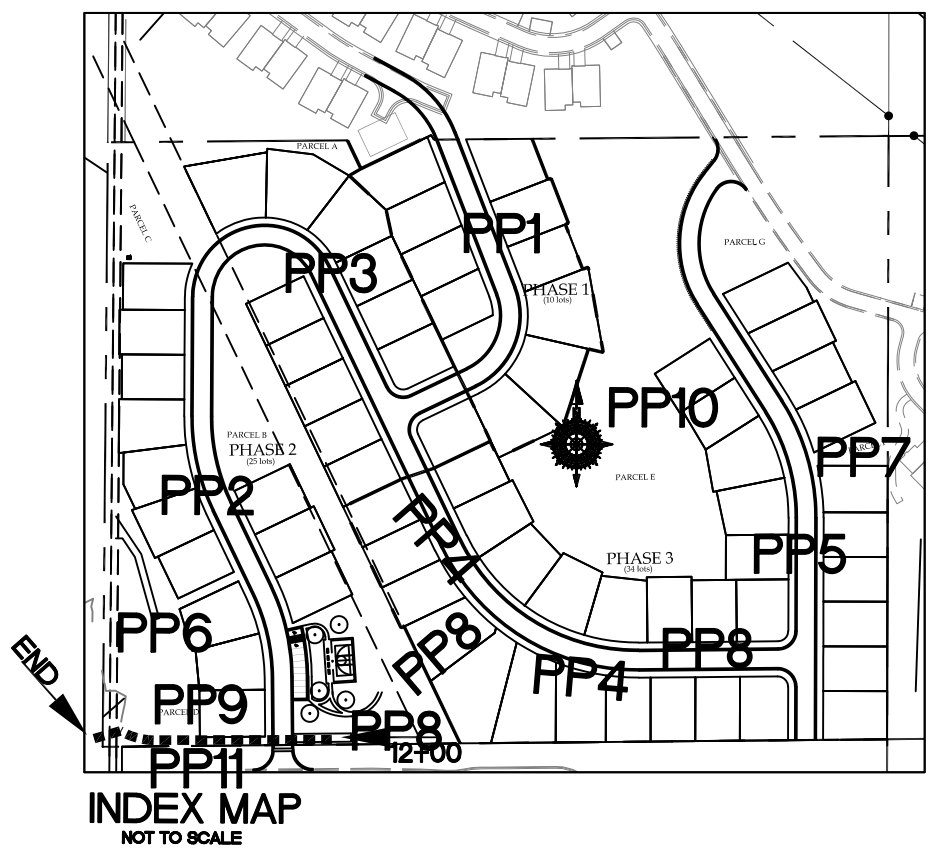 PARCEL A
PARCEL C
PP1
PARCEL G
PP3
PHASE 1
(10 lots)
PP10
PARCEL B
PHASE 2
(25 lots)
PP7
PARCEL E
PP2
PP4
PHASE 3
(34 lots)
PP5
PP6
PP8
PP8
END
PP4
PP9
PARCEL D
PP8
12+00
PP11
INDEX MAP
NOT TO SCALE